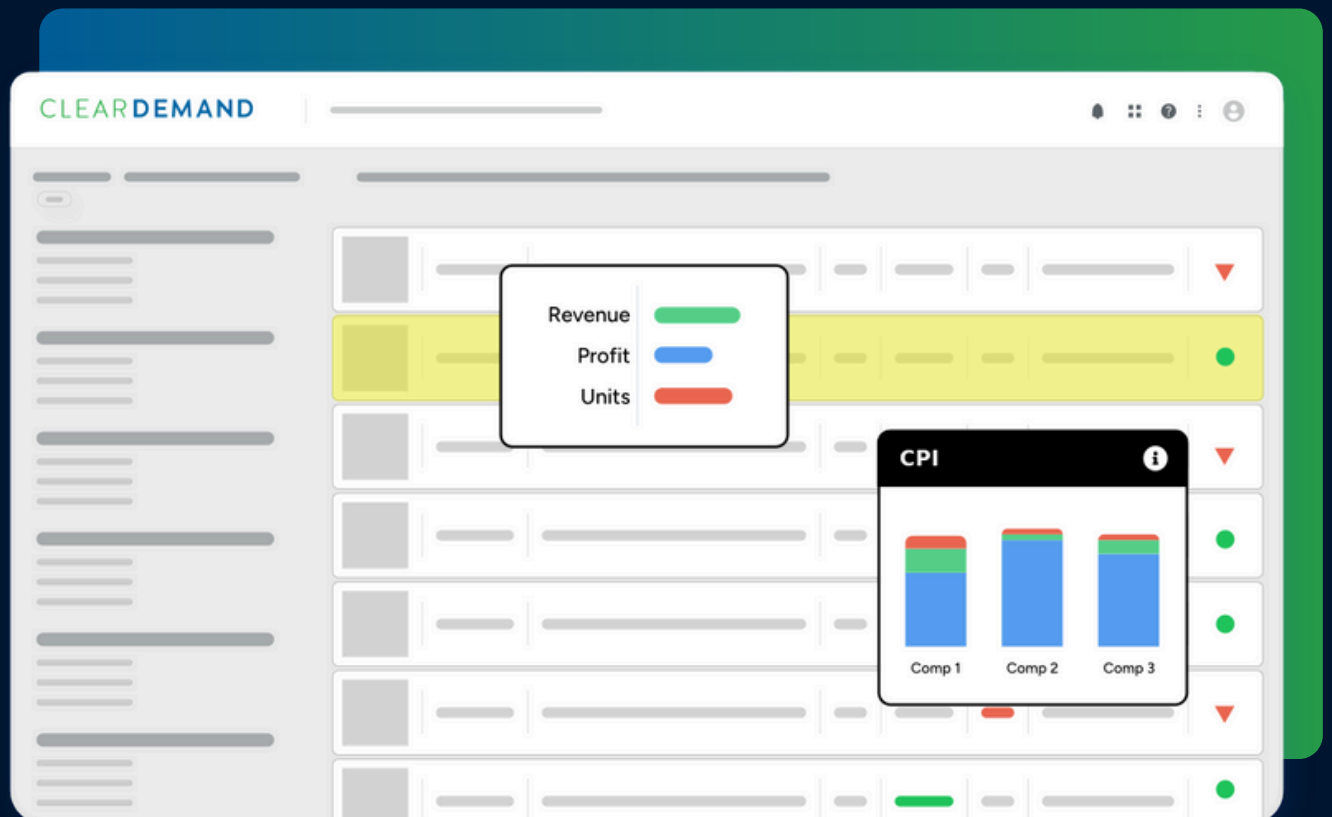 CLEARDEMAND
Revenue
Profit
Units
CPI
Comp 1
Comp 2
Comp 3